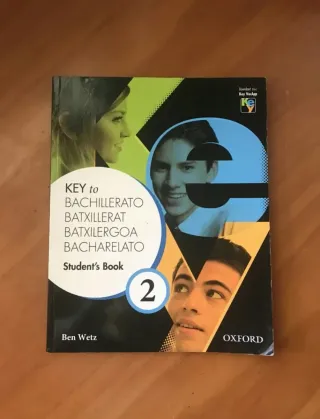 KEY to
BACHILLERATO
BATXILLERAT
BATXILERGOA
BACHARELATO
Student's Book
2
Ben Wetz
OXFORD